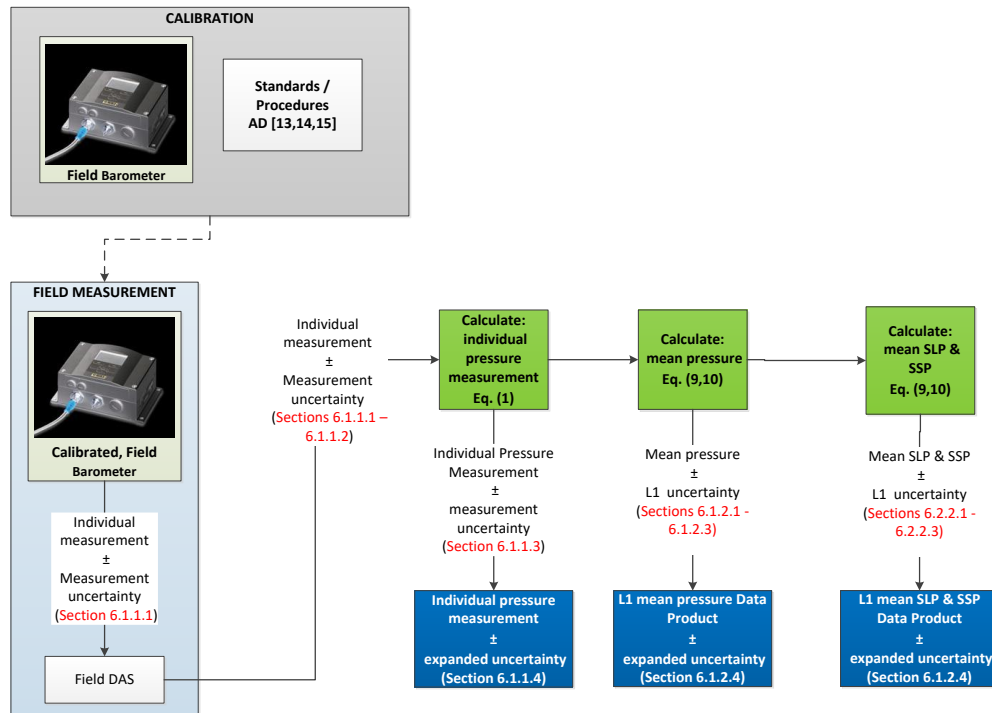 CALIBRATION
Field Barometer
Standards /
Procedures
AD [13,14,15]
FIELD MEASUREMENT
Calibrated, Field
Barometer
Individual
measurement
±
Measurement
uncertainty
(Section 6.1.1.1)
Field DAS
Individual
measurement
±
Measurement
uncertainty
(Sections 6.1.1.1 –
6.1.1.2)
Calculate:
individual
pressure
measurement
Eq. (1)
Individual Pressure
Measurement
±
measurement
uncertainty
(Section 6.1.1.3)
Individual pressure
measurement
±
expanded uncertainty
(Section 6.1.1.4)
Calculate:
mean pressure
Eq. (9,10)
Mean pressure
±
L1 uncertainty
(Sections 6.1.2.1 -
6.1.2.3)
L1 mean pressure Data
Product
±
expanded uncertainty
(Section 6.1.2.4)
Calculate:
mean SLP &
SSP
Eq. (9,10)
Mean SLP & SSP
±
L1 uncertainty
(Sections 6.2.2.1 -
6.2.2.3)
L1 mean SLP & SSP
Data Product
±
expanded uncertainty
(Section 6.1.2.4)